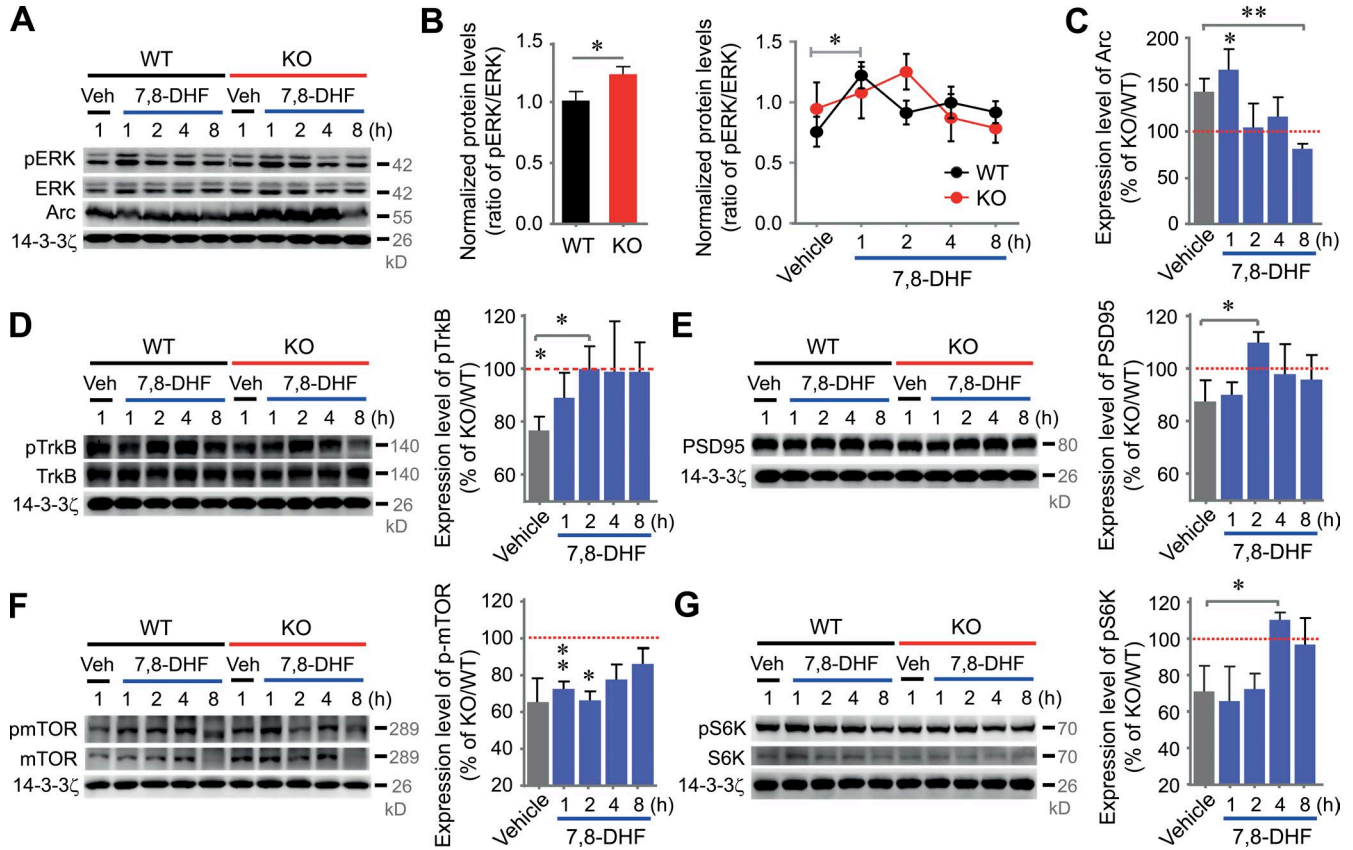 A
WT KO
Veh 7,8-DHF Veh 7,8-DHF
1 1 2 4 8 1 1 2 4 8 (h)
pERK 42
ERK 42
Arc 55
14-3-3ζ 26
kD
B
Normalized protein levels
(ratio of pERK/ERK)
1.5
1.0
0.5
0.0
*
WT KO
Normalized protein levels
(ratio of pERK/ERK)
1.5
1.0
0.5
0.0
*
WT
KO
Vehicle 1 2 4 8 (h)
7,8-DHF
C
Expression level of Arc
(% of KO/WT)
200
150
100
50
0
**
*
Vehicle 1 2 4 8 (h)
7,8-DHF
D
WT KO
Veh 7,8-DHF Veh 7,8-DHF
1 1 2 4 8 1 1 2 4 8 (h)
pTrkB 140
TrkB 140
14-3-3ζ 26
kD
Expression level of pTrkB
(% of KO/WT)
120
100
80
60
*
*
Vehicle 1 2 4 8 (h)
7,8-DHF
E
WT KO
Veh 7,8-DHF Veh 7,8-DHF
1 1 2 4 8 1 1 2 4 8 (h)
PSD95 80
14-3-3ζ 26
kD
Expression level of PSD95
(% of KO/WT)
120
100
80
60
*
Vehicle 1 2 4 8 (h)
7,8-DHF
F
WT KO
Veh 7,8-DHF Veh 7,8-DHF
1 1 2 4 8 1 1 2 4 8 (h)
pmTOR 289
mTOR 289
14-3-3ζ 26
kD
Expression level of p-mTOR
(% of KO/WT)
120
100
80
60
40
20
**
*
Vehicle 1 2 4 8 (h)
7,8-DHF
G
WT KO
Veh 7,8-DHF Veh 7,8-DHF
1 1 2 4 8 1 1 2 4 8 (h)
pS6K 70
S6K 70
14-3-3ζ 26
kD
Expression level of pS6K
(% of KO/WT)
120
100
80
60
40
20
*
Vehicle 1 2 4 8 (h)
7,8-DHF